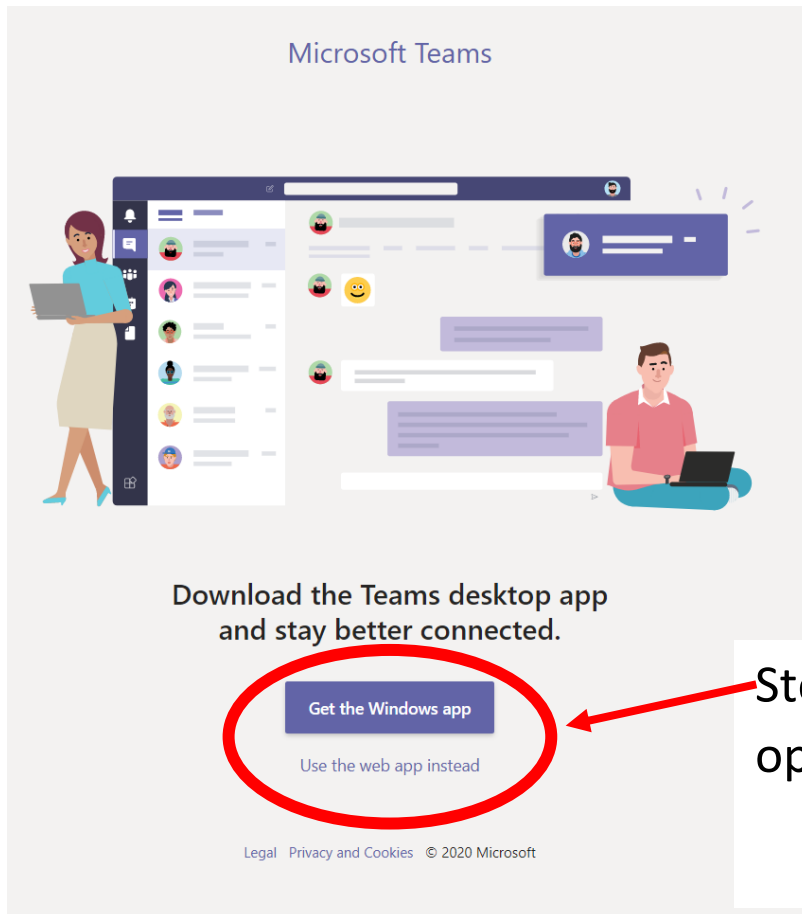 Microsoft Teams
Download the Teams desktop app
and stay better connected.
Get the Windows app
Use the web app instead
Legal Privacy and Cookies © 2020 Microsoft